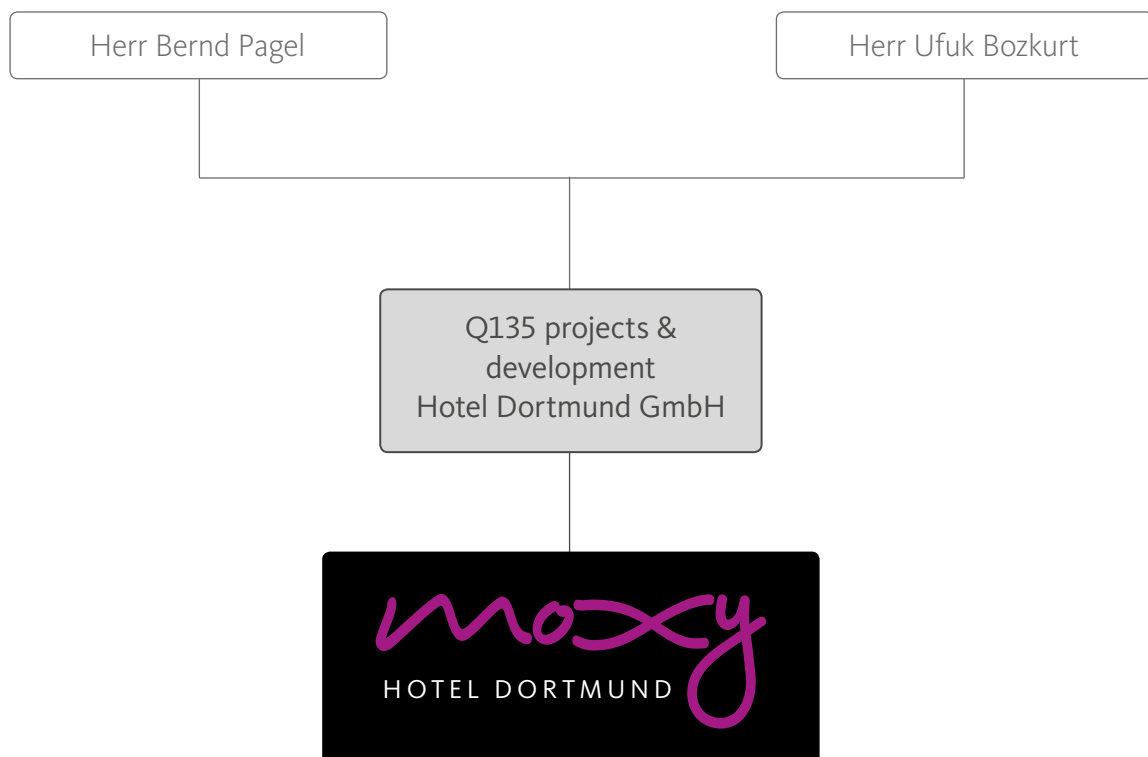 Herr Bernd Pagel
Herr Ufuk Bozkurt
Q135 projects &
development
Hotel Dortmund GmbH
moxy
HOTEL DORTMUND